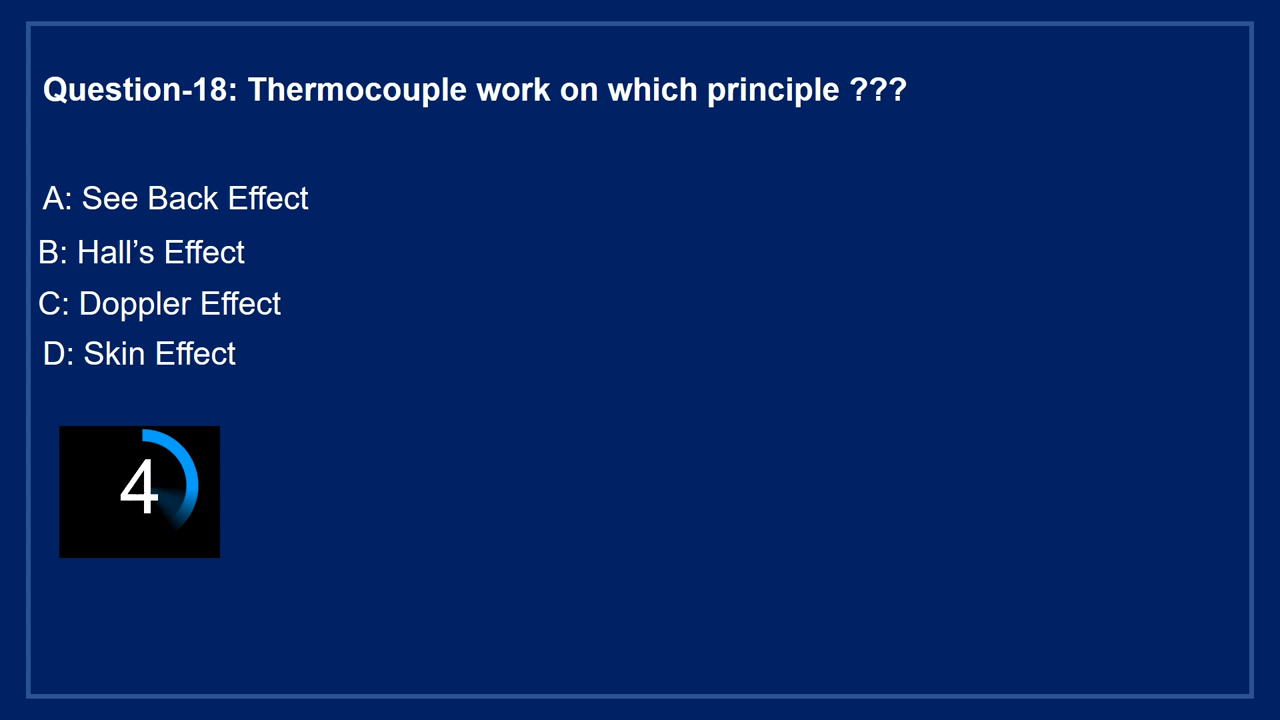 Question-18: Thermocouple work on which principle ???
A: See Back Effect
B: Hall’s Effect
C: Doppler Effect
D: Skin Effect
4